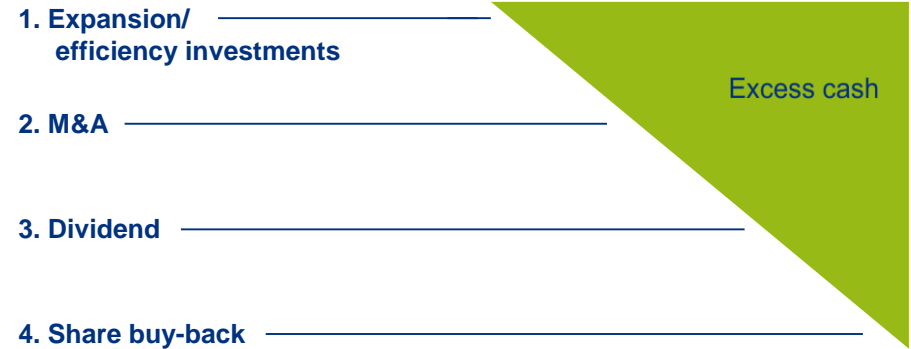 1. Expansion/
efficiency investments
Excess cash
2. M&A
3. Dividend
4. Share buy-back